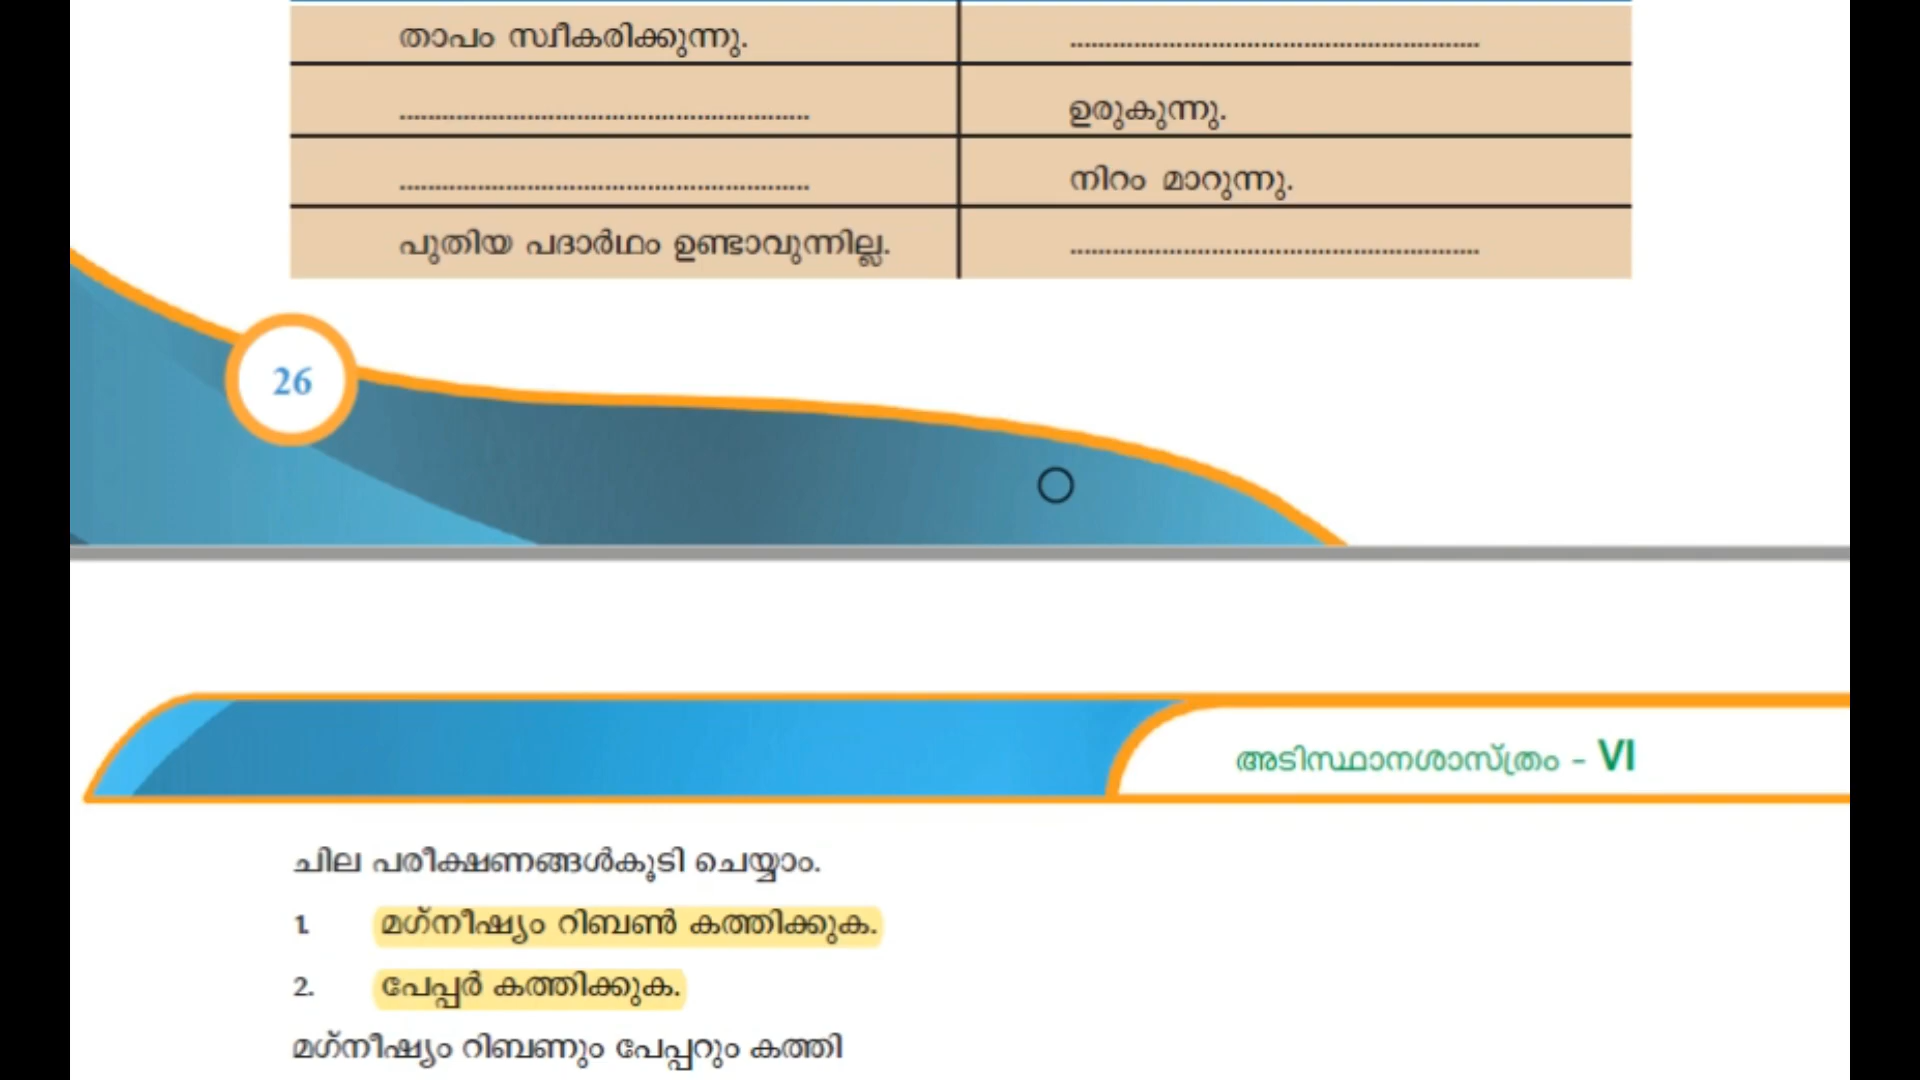 താപം സ്വീകരിക്കുന്നു. ..........................................................
.......................................................... ഉരുകുന്നു.
.......................................................... നിറം മാറുന്നു.
പുതിയ പദാർഥം ഉണ്ടാവുന്നില്ല. ..........................................................
26
അടിസ്ഥാനശാസ്ത്രം - VI
ചില പരീക്ഷണങ്ങൾകൂടി ചെയ്യാം.
1. മഗ്നീഷ്യം റിബൺ കത്തിക്കുക.
2. പേപ്പർ കത്തിക്കുക.
മഗ്നീഷ്യം റിബണും പേപ്പറും കത്തി